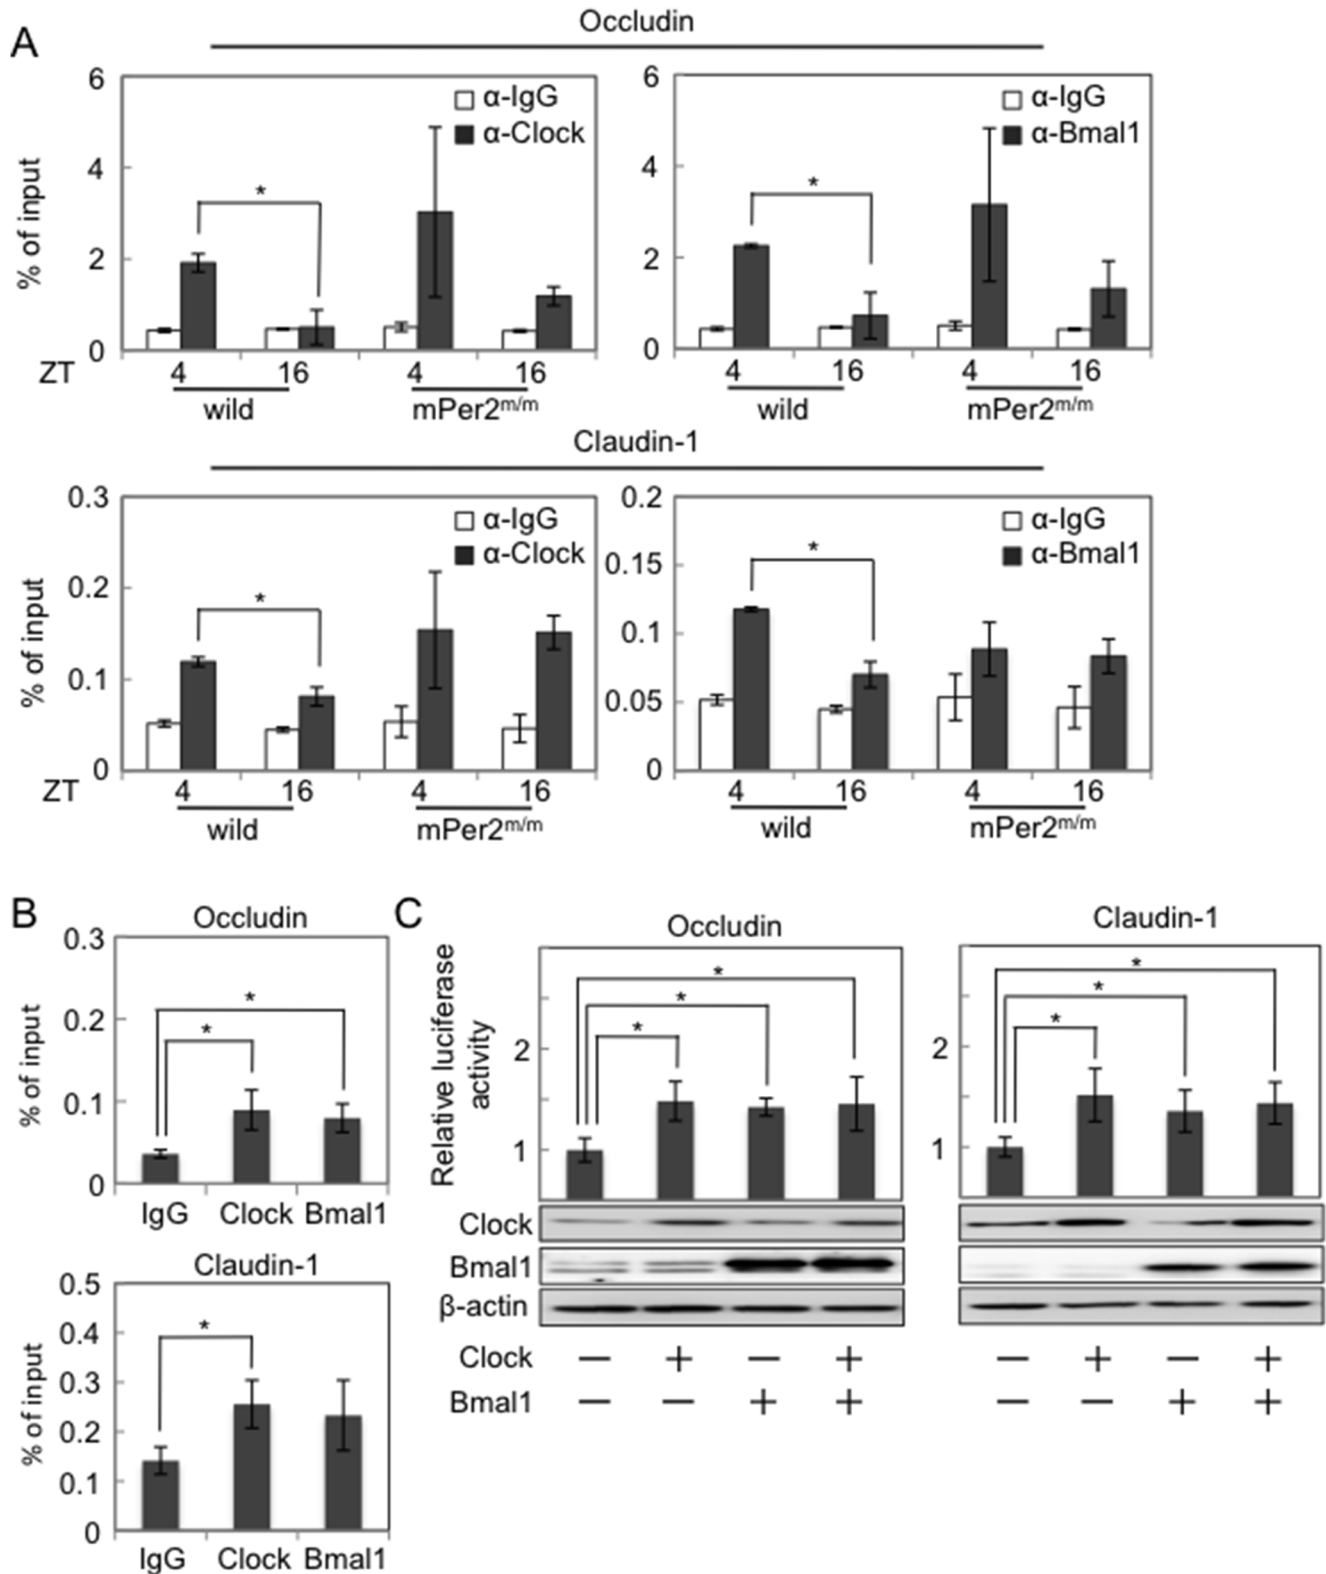 A
Occludin
6
4
2
0
% of input
α-IgG
α-Clock
*
6
4
2
0
α-IgG
α-Bmal1
*
ZT
4 16 4 16
wild mPer2m/m
4 16 4 16
wild mPer2m/m
Claudin-1
0.3
0.2
0.1
0
% of input
α-IgG
α-Clock
*
0.2
0.15
0.1
0.05
0
α-IgG
α-Bmal1
*
ZT
4 16 4 16
wild mPer2m/m
4 16 4 16
wild mPer2m/m
B
Occludin
0.3
0.2
0.1
0
% of input
*
*
IgG Clock Bmal1
Claudin-1
0.5
0.4
0.3
0.2
0.1
0
% of input
*
IgG Clock Bmal1
C
Occludin
Relative luciferase
activity
2
1
*
*
*
Claudin-1
2
1
*
*
*
Clock
Bmal1
β-actin
Clock — + — + — + — +
Bmal1 — — + + — — + +